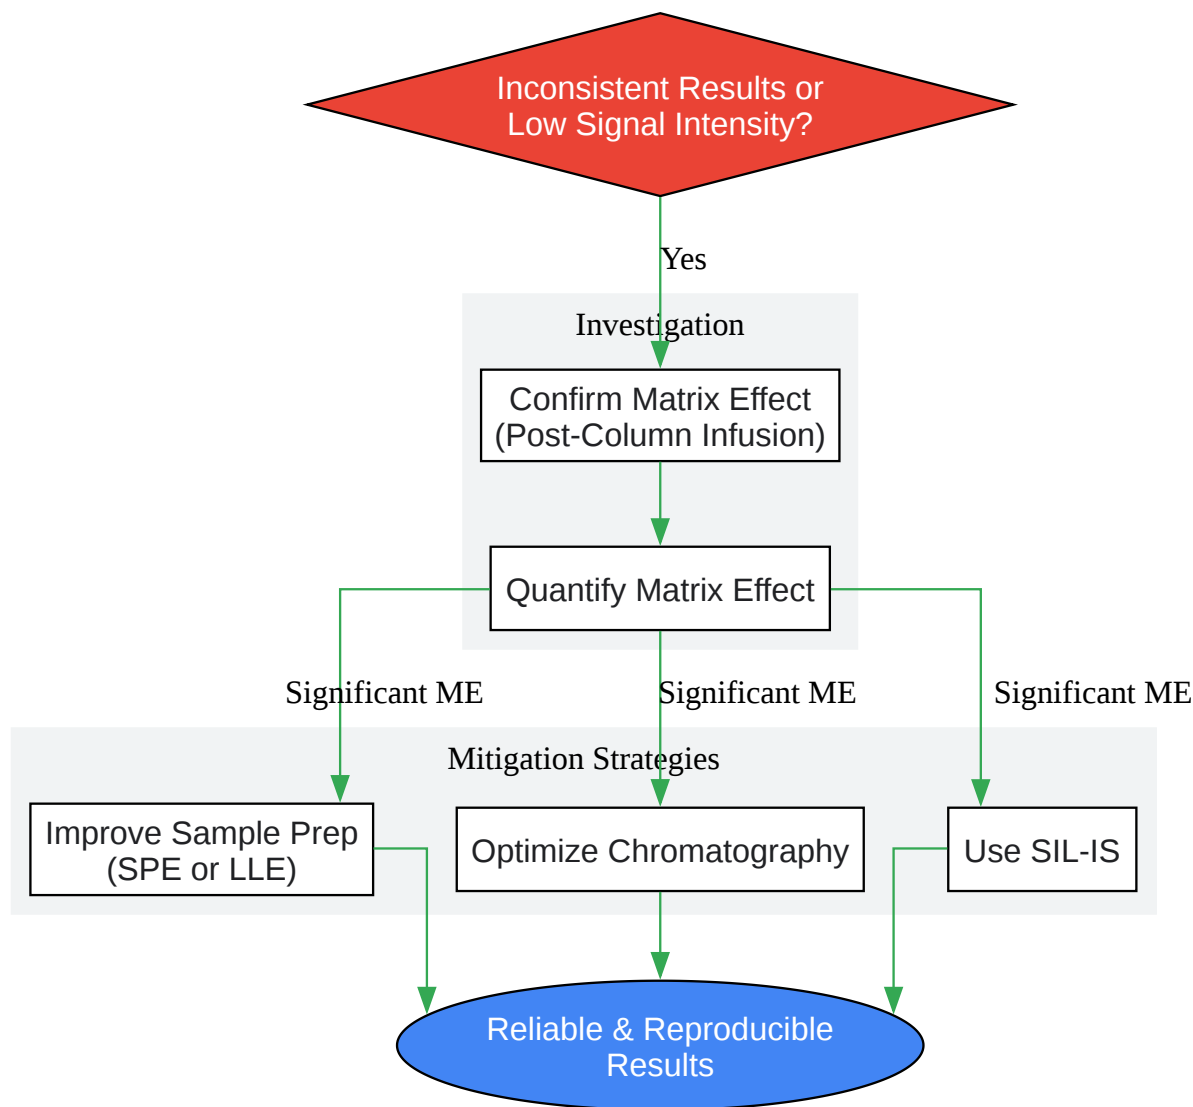 Inconsistent Results or
Low Signal Intensity?
Yes
Investigation
Confirm Matrix Effect
(Post-Column Infusion)
Quantify Matrix Effect
Significant ME
Significant ME
Significant ME
Mitigation Strategies
Improve Sample Prep
(SPE or LLE)
Optimize Chromatography
Use SIL-IS
Reliable & Reproducible
Results